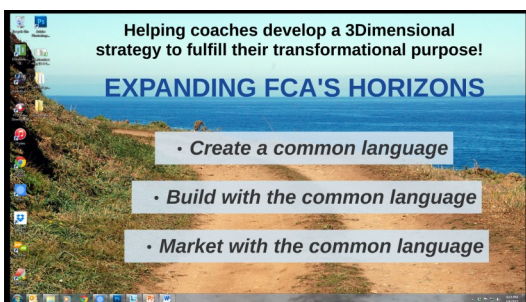 Helping coaches develop a 3Dimensional
strategy to fulfill their transformational purpose!
EXPANDING FCA'S HORIZONS
• Create a common language
• Build with the common language
• Market with the common language